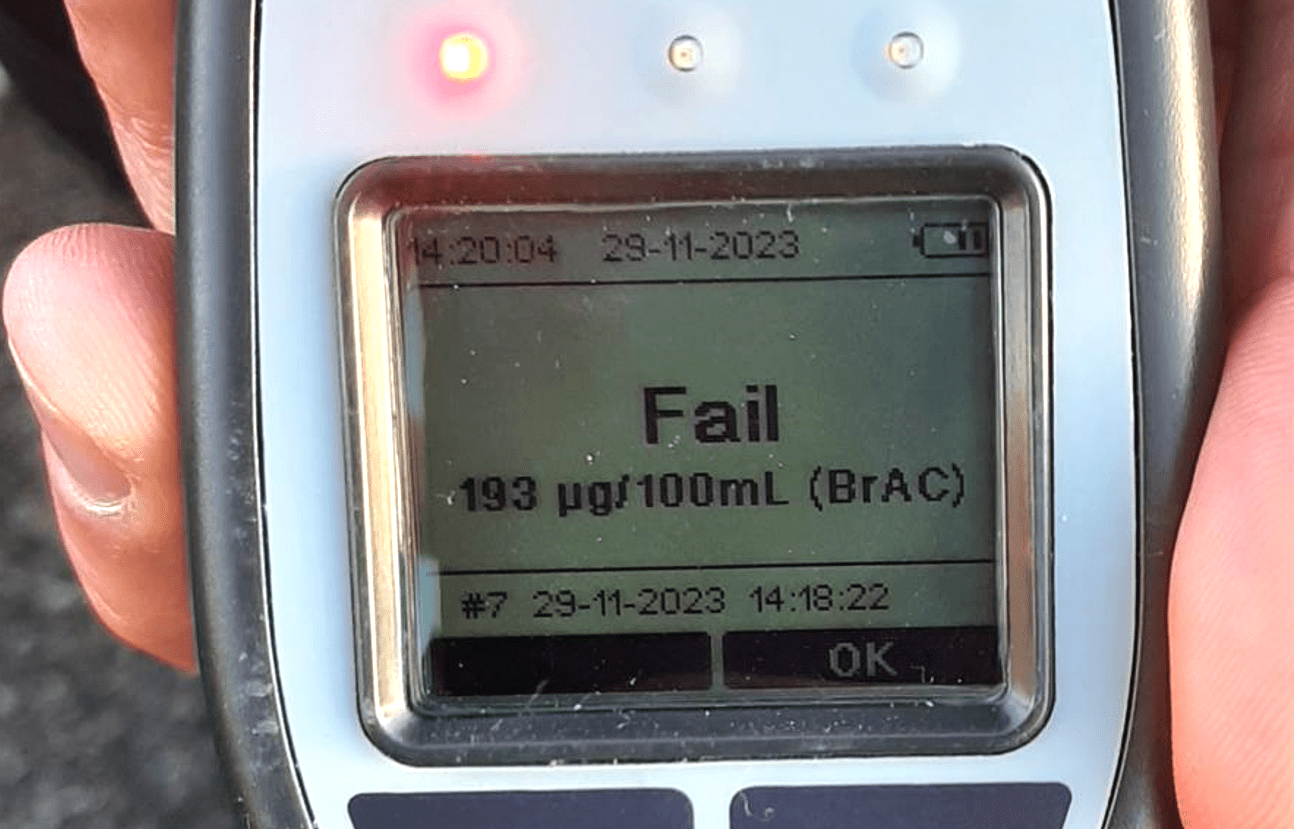 14:20:04 29-11-2023
Fail
193 µg/100mL (BrAC)
#7 29-11-2023 14:18:22
OK